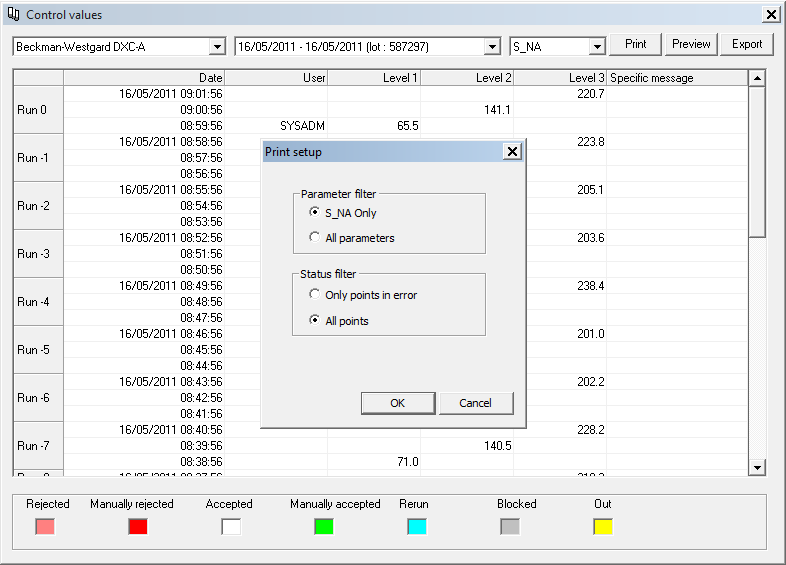 Control values
Beckman-Westgard DXC-A 16/05/2011 - 16/05/2011 (lot : 587297) S_NA Print Preview Export
Date User Level 1 Level 2 Level 3 Specific message
16/05/2011 09:01:56 220.7
Run 0 09:00:56 141.1
08:59:56 SYSADM 65.5
16/05/2011 08:58:56 223.8
Run -1 08:57:56
08:56:56
16/05/2011 08:55:56 205.1
Run -2 08:54:56
08:53:56
16/05/2011 08:52:56 203.6
Run -3 08:51:56
08:50:56
16/05/2011 08:49:56 238.4
Run -4 08:48:56
08:47:56
16/05/2011 08:46:56 201.0
Run -5 08:45:56
08:44:56
16/05/2011 08:43:56 202.2
Run -6 08:42:56
08:41:56
16/05/2011 08:40:56 228.2
Run -7 08:39:56 140.5
08:38:56 71.0
Print setup
Parameter filter
S_NA Only
All parameters
Status filter
Only points in error
All points
OK Cancel
Rejected Manually rejected Accepted Manually accepted Rerun Blocked Out